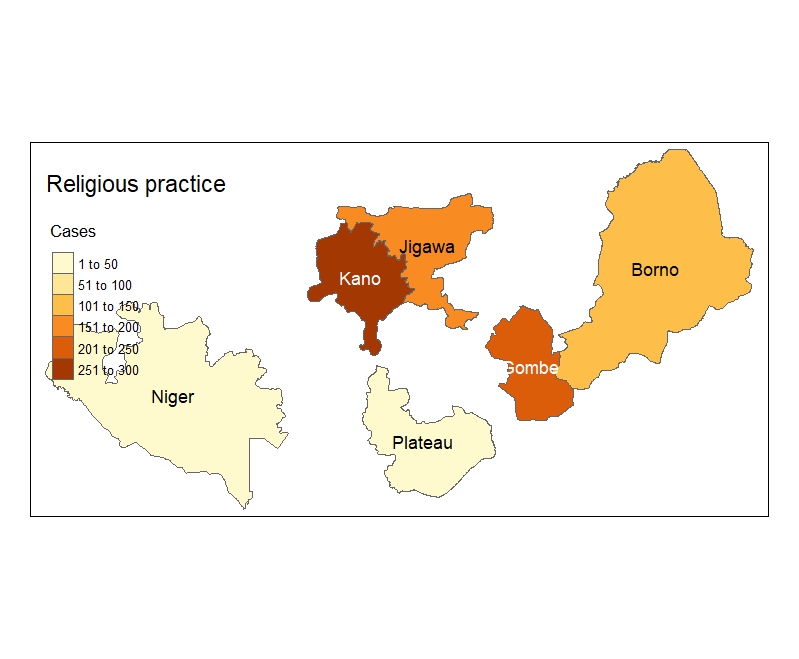 Religious practice
Cases
1 to 50
51 to 100
101 to 150
151 to 200
201 to 250
251 to 300
Jigawa
Kano
Borno
Gombe
Niger
Plateau